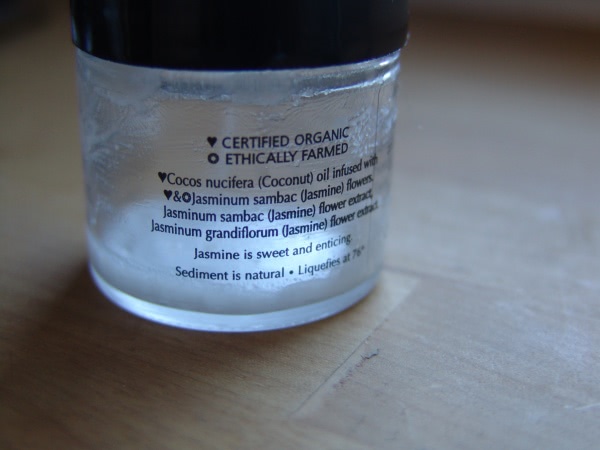 ♥ CERTIFIED ORGANIC
✪ ETHICALLY FARMED
♥Cocos nucifera (Coconut) oil infused with
♥&✪Jasminum sambac (Jasmine) flowers,
Jasminum sambac (Jasmine) flower extract,
Jasminum grandiflorum (Jasmine) flower extract.
Jasmine is sweet and enticing.
Sediment is natural • Liquefies at 76°